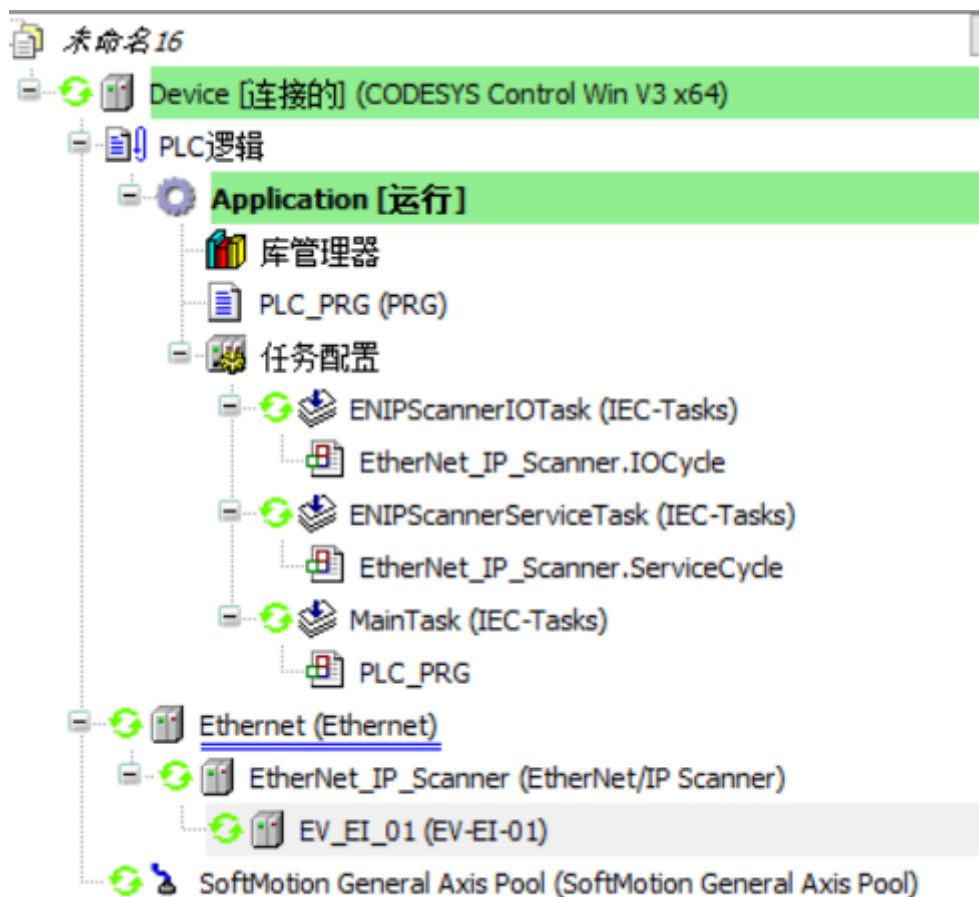 未命名16
Device [连接的] (CODESYS Control Win V3 x64)
PLC逻辑
Application [运行]
库管理器
PLC_PRG (PRG)
任务配置
ENIPScannerIOTask (IEC-Tasks)
EtherNet_IP_Scanner.IOCycle
ENIPScannerServiceTask (IEC-Tasks)
EtherNet_IP_Scanner.ServiceCycle
MainTask (IEC-Tasks)
PLC_PRG
Ethernet (Ethernet)
EtherNet_IP_Scanner (EtherNet/IP Scanner)
EV_EI_01 (EV-EI-01)
SoftMotion General Axis Pool (SoftMotion General Axis Pool)